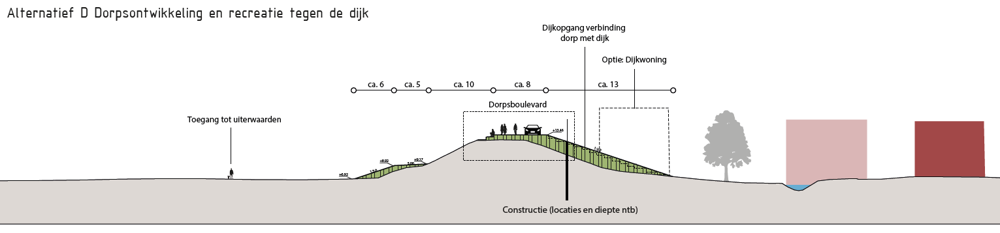 Alternatief D Dorpsontwikkeling en recreatie tegen de dijk
Dijkopgang verbinding
dorp met dijk
Optie: Dijkwoning
ca. 6
ca. 5
ca. 10
ca. 8
ca. 13
Dorpsboulevard
Toegang tot uiterwaarden
+13.46
+8.92
+9.17
5.00
+6.92
Constructie (locaties en diepte ntb)